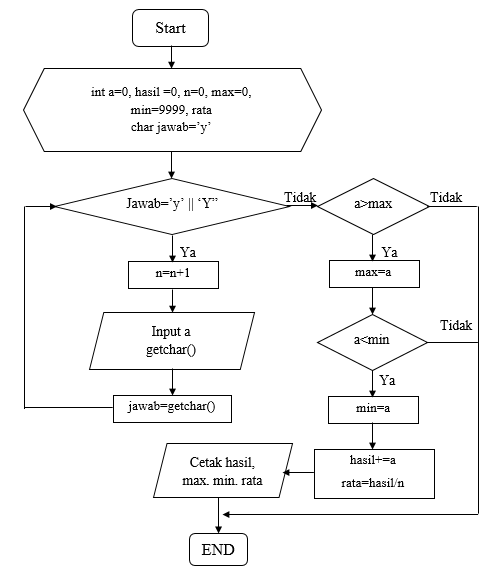 Start
int a=0, hasil =0, n=0, max=0,
min=9999, rata
char jawab=’y’
Jawab=’y’ || ‘Y”
Tidak
a>max
Tidak
Ya
n=n+1
Ya
max=a
Input a
getchar()
a<min
Tidak
Ya
jawab=getchar()
min=a
hasil+=a
rata=hasil/n
Cetak hasil,
max. min. rata
END